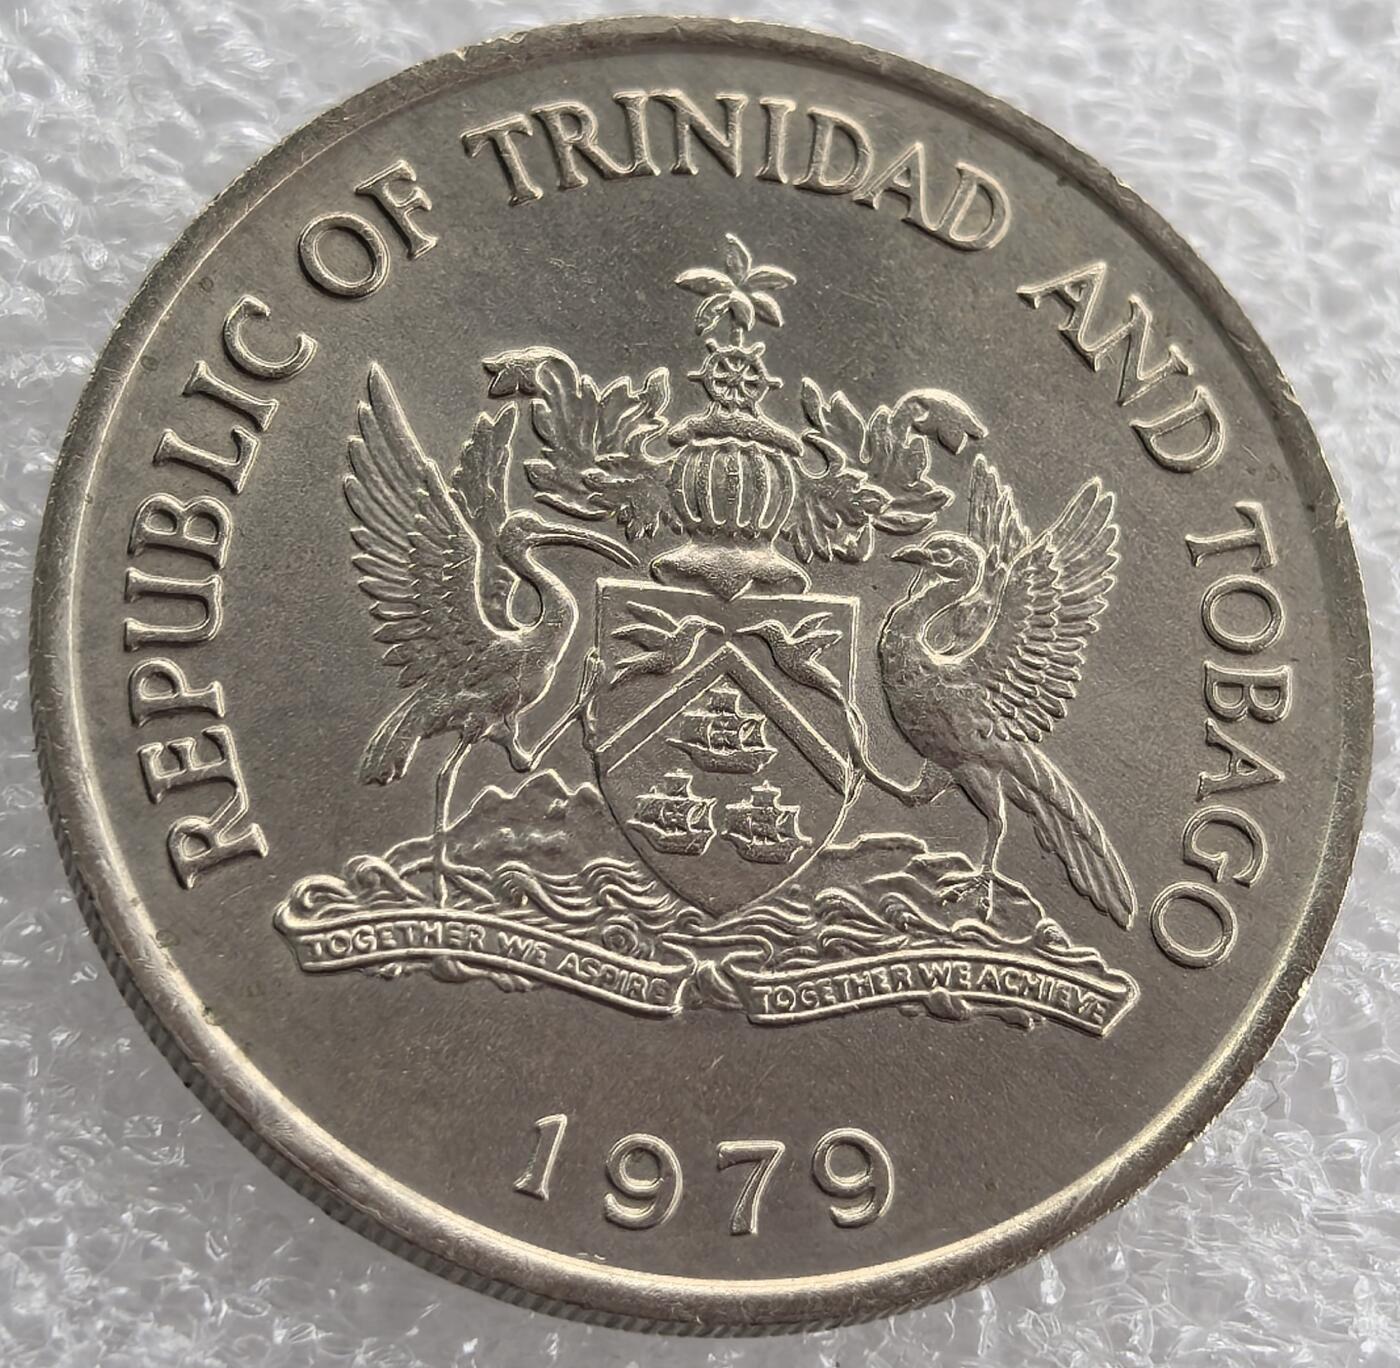 REPUBLIC OF TRINIDAD AND TOBAGO
TOGETHER WE ASPIRE
TOGETHER WE ACHIEVE
1979